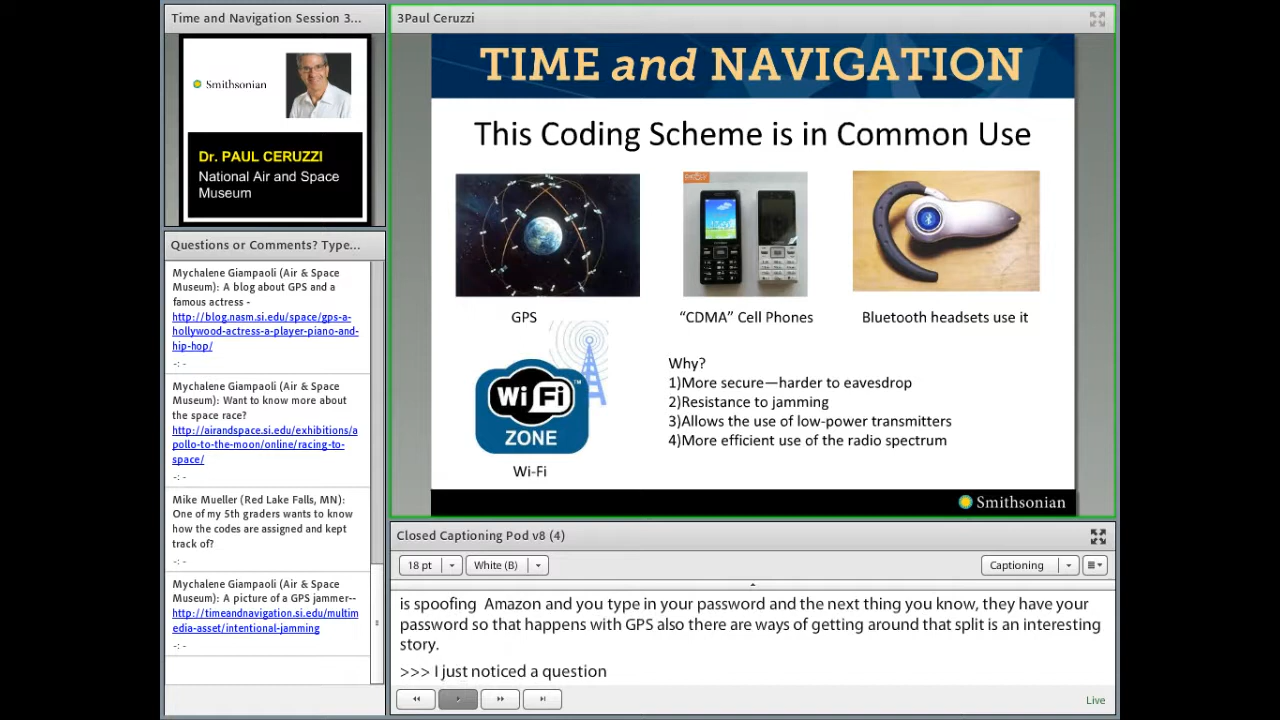 Time and Navigation Session 3...
Smithsonian
Dr. PAUL CERUZZI
National Air and Space
Museum
Questions or Comments? Type...
Mychalene Giampaoli (Air & Space
Museum): A blog about GPS and a
famous actress -
http://blog.nasm.si.edu/space/gps-a-
hollywood-actress-a-player-piano-and-
hip-hop/
-: -
Mychalene Giampaoli (Air & Space
Museum): Want to know more about
the space race?
http://airandspace.si.edu/exhibitions/a
pollo-to-the-moon/online/racing-to-
space/
-: -
Mike Mueller (Red Lake Falls, MN):
One of my 5th graders wants to know
how the codes are assigned and kept
track of?
-: -
Mychalene Giampaoli (Air & Space
Museum): A picture of a GPS jammer--
http://timeandnavigation.si.edu/multim
edia-asset/intentional-jamming
-: -
3Paul Ceruzzi
TIME and NAVIGATION
This Coding Scheme is in Common Use
GPS
“CDMA” Cell Phones
Bluetooth headsets use it
Wi Fi
TM
ZONE
Wi-Fi
Why?
1)More secure—harder to eavesdrop
2)Resistance to jamming
3)Allows the use of low-power transmitters
4)More efficient use of the radio spectrum
Smithsonian
Closed Captioning Pod v8 (4)
18 pt
White (B)
Captioning
is spoofing Amazon and you type in your password and the next thing you know, they have your
password so that happens with GPS also there are ways of getting around that split is an interesting
story.
>>> I just noticed a question
Live